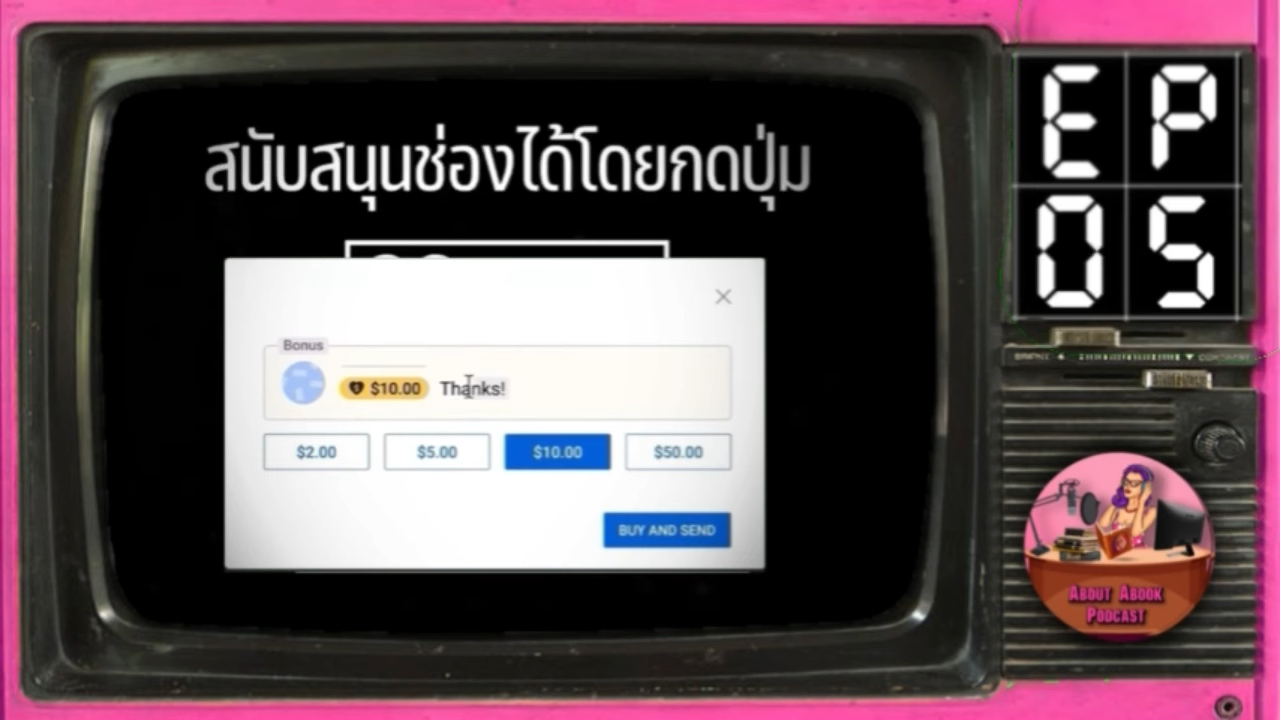 สนับสนุนช่องได้โดยกดปุ่ม
Bonus
$10.00 Thanks!
$2.00 $5.00 $10.00 $50.00
BUY AND SEND
EP
05
ABOUT ABOOK
PODCAST